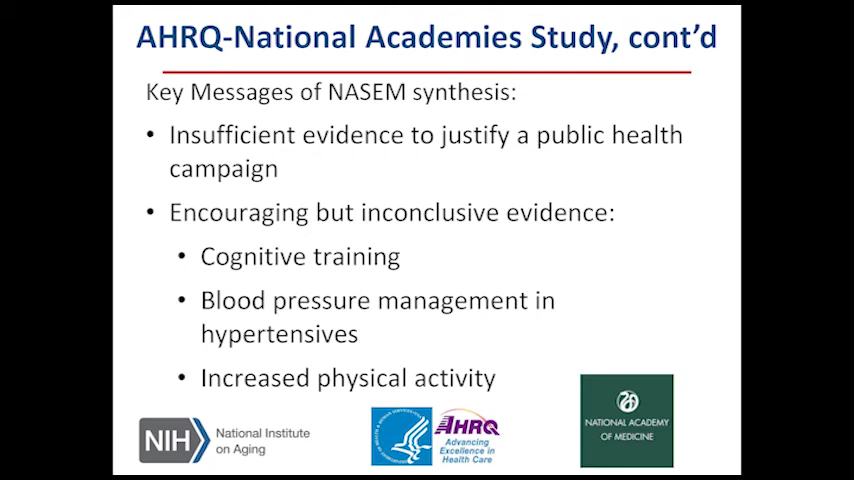 AHRQ-National Academies Study, cont’d
Key Messages of NASEM synthesis:
• Insufficient evidence to justify a public health
campaign
• Encouraging but inconclusive evidence:
• Cognitive training
• Blood pressure management in
hypertensives
• Increased physical activity
NIH
National Institute
on Aging
AHRQ
Advancing
Excellence in
Health Care
NATIONAL ACADEMY
OF MEDICINE